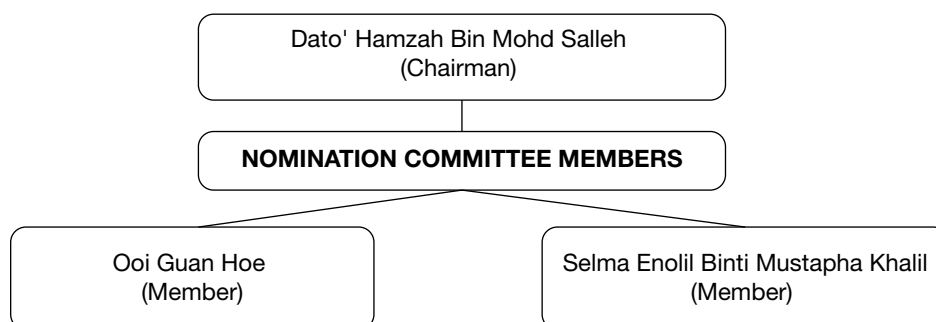 Dato' Hamzah Bin Mohd Salleh
(Chairman)
NOMINATION COMMITTEE MEMBERS
Ooi Guan Hoe
(Member)
Selma Enolil Binti Mustapha Khalil
(Member)